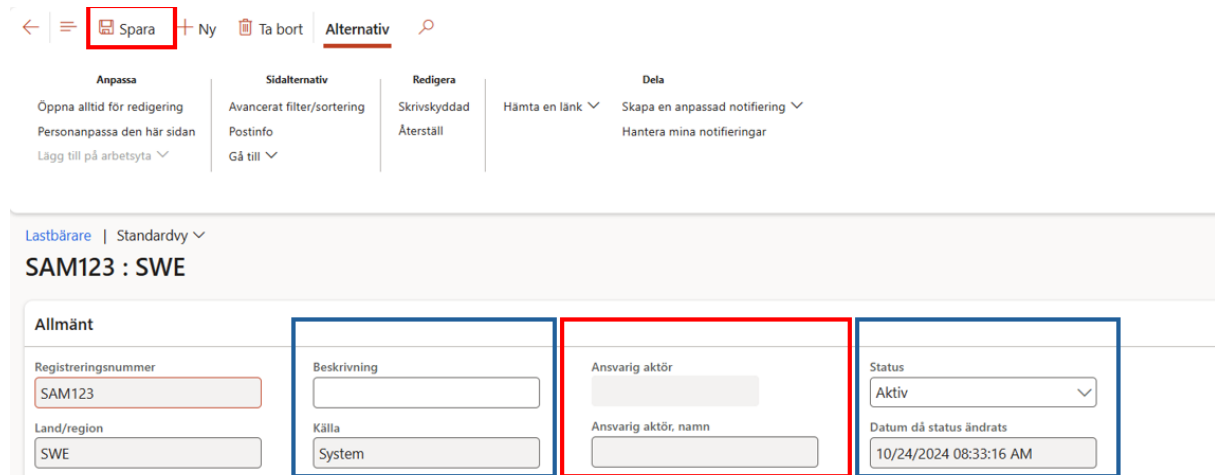 Spara Ny Ta bort Alternativ
Anpassa Sidalternativ Redigera Dela
Öppna alltid för redigering Avancerat filter/sortering Skrivskyddad Hämta en länk Skapa en anpassad notifiering
Personanpassa den här sidan Postinfo Återställ Hantera mina notifieringar
Lägg till på arbetsyta Gå till
Lastbärare | Standardvy
SAM123 : SWE
Allmänt
Registreringsnummer Beskrivning Ansvarig aktör Status
SAM123 Aktiv
Land/region Källa Ansvarig aktör, namn Datum då status ändrats
SWE System 10/24/2024 08:33:16 AM